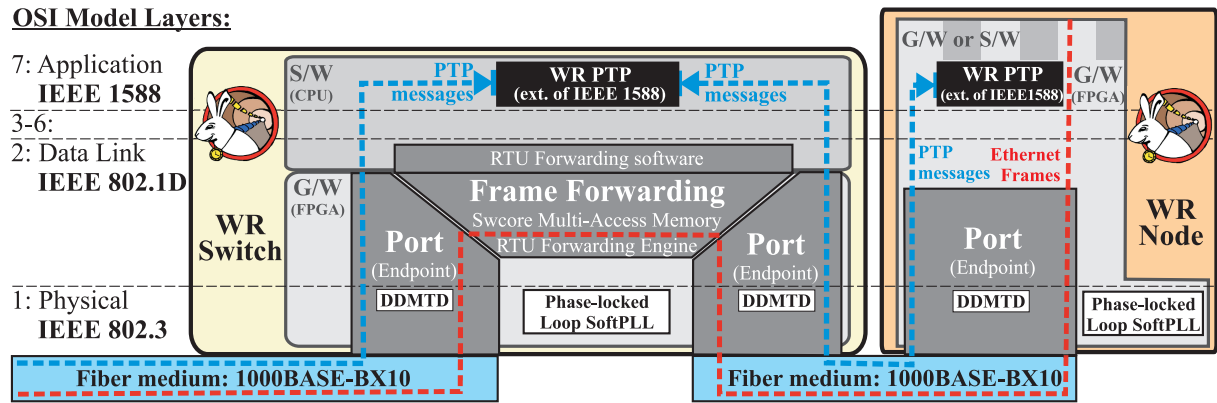 OSI Model Layers:
7: Application
IEEE 1588
3-6:
2: Data Link
IEEE 802.1D
1: Physical
IEEE 802.3
WR
Switch
S/W
(CPU)
PTP
messages
WR PTP
(ext. of IEEE 1588)
PTP
messages
RTU Forwarding software
G/W
(FPGA)
Frame Forwarding
Swcore Multi-Access Memory
RTU Forwarding Engine
Port
(Endpoint)
DDMTD
Phase-locked
Loop SoftPLL
Port
(Endpoint)
DDMTD
G/W or S/W
WR PTP
(ext. of IEEE1588)
G/W
(FPGA)
PTP
messages
Ethernet
Frames
WR
Node
Port
(Endpoint)
DDMTD
Phase-locked
Loop SoftPLL
Fiber medium: 1000BASE-BX10
Fiber medium: 1000BASE-BX10